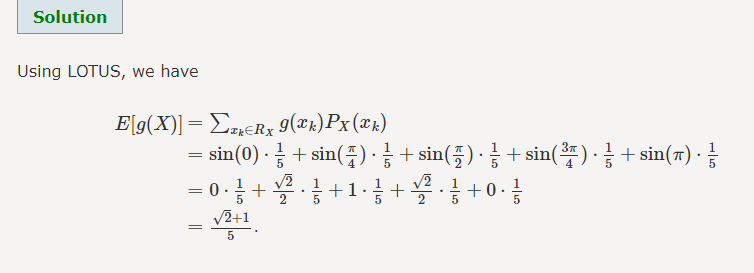 Solution
Using LOTUS, we have
E[g(X)] = ∑_{x_k∈R_X} g(x_k)P_X(x_k)
= sin(0) · 1/5 + sin(π/4) · 1/5 + sin(π/2) · 1/5 + sin(3π/4) · 1/5 + sin(π) · 1/5
= 0 · 1/5 + √2/2 · 1/5 + 1 · 1/5 + √2/2 · 1/5 + 0 · 1/5
= (√2+1)/5 .